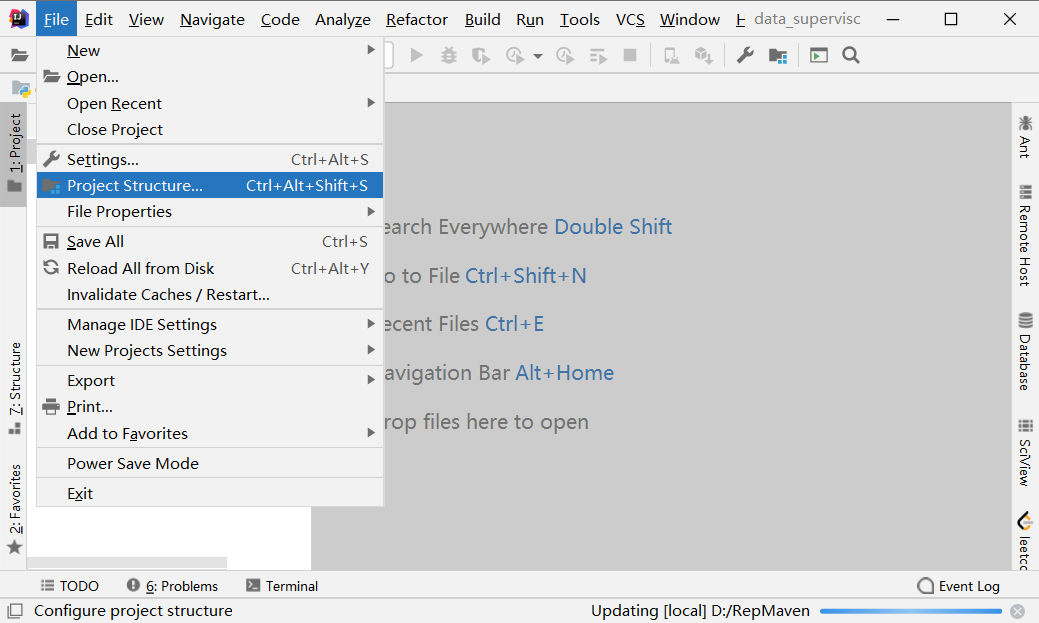 File Edit View Navigate Code Analyze Refactor Build Run Tools VCS Window H data_supervisc
New
Open...
Open Recent
Close Project
Settings... Ctrl+Alt+S
Project Structure... Ctrl+Alt+Shift+S
File Properties
Save All Ctrl+S
Reload All from Disk Ctrl+Alt+Y
Invalidate Caches / Restart...
Manage IDE Settings
New Projects Settings
Export
Print...
Add to Favorites
Power Save Mode
Exit
1: Project
7: Structure
2: Favorites
earch Everywhere Double Shift
o to File Ctrl+Shift+N
ecent Files Ctrl+E
avigation Bar Alt+Home
rop files here to open
Ant
Remote Host
Database
SciView
leetcc
TODO 6: Problems Terminal Event Log
Configure project structure Updating [local] D:/RepMaven